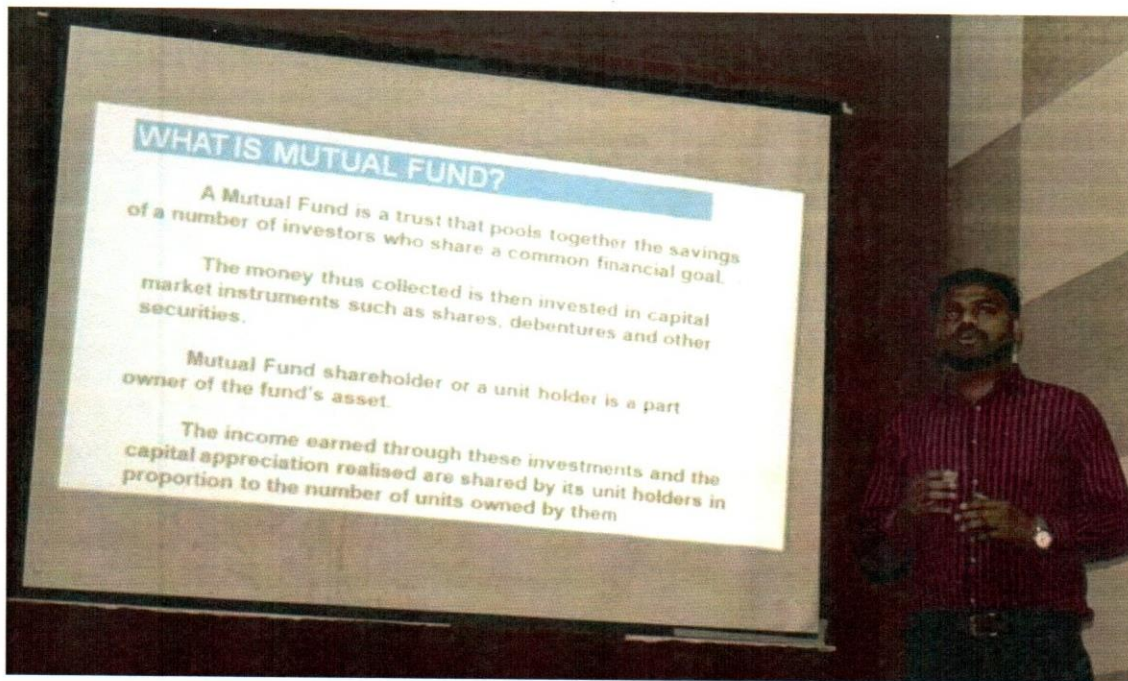 WHAT IS MUTUAL FUND?
A Mutual Fund is a trust that pools together the savings
of a number of investors who share a common financial goal.
The money thus collected is then invested in capital
market instruments such as shares, debentures and other
securities.
Mutual Fund shareholder or a unit holder is a part
owner of the fund's asset.
The income earned through these investments and the
capital appreciation realised are shared by its unit holders in
proportion to the number of units owned by them